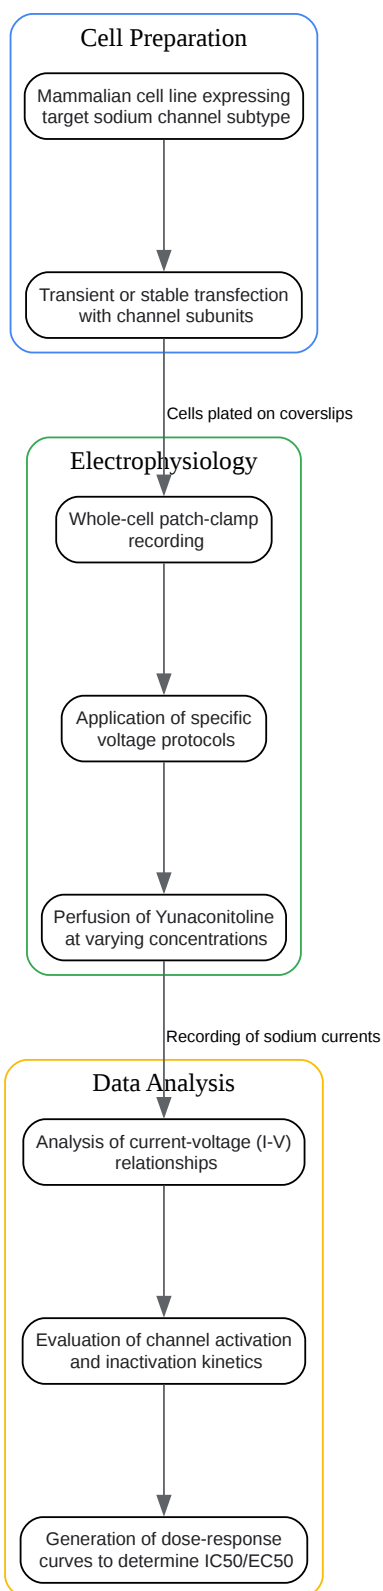 Cell Preparation
Mammalian cell line expressing
target sodium channel subtype
Transient or stable transfection
with channel subunits
Cells plated on coverslips
Electrophysiology
Whole-cell patch-clamp
recording
Application of specific
voltage protocols
Perfusion of Yunaconitoline
at varying concentrations
Recording of sodium currents
Data Analysis
Analysis of current-voltage (I-V)
relationships
Evaluation of channel activation
and inactivation kinetics
Generation of dose-response
curves to determine IC50/EC50